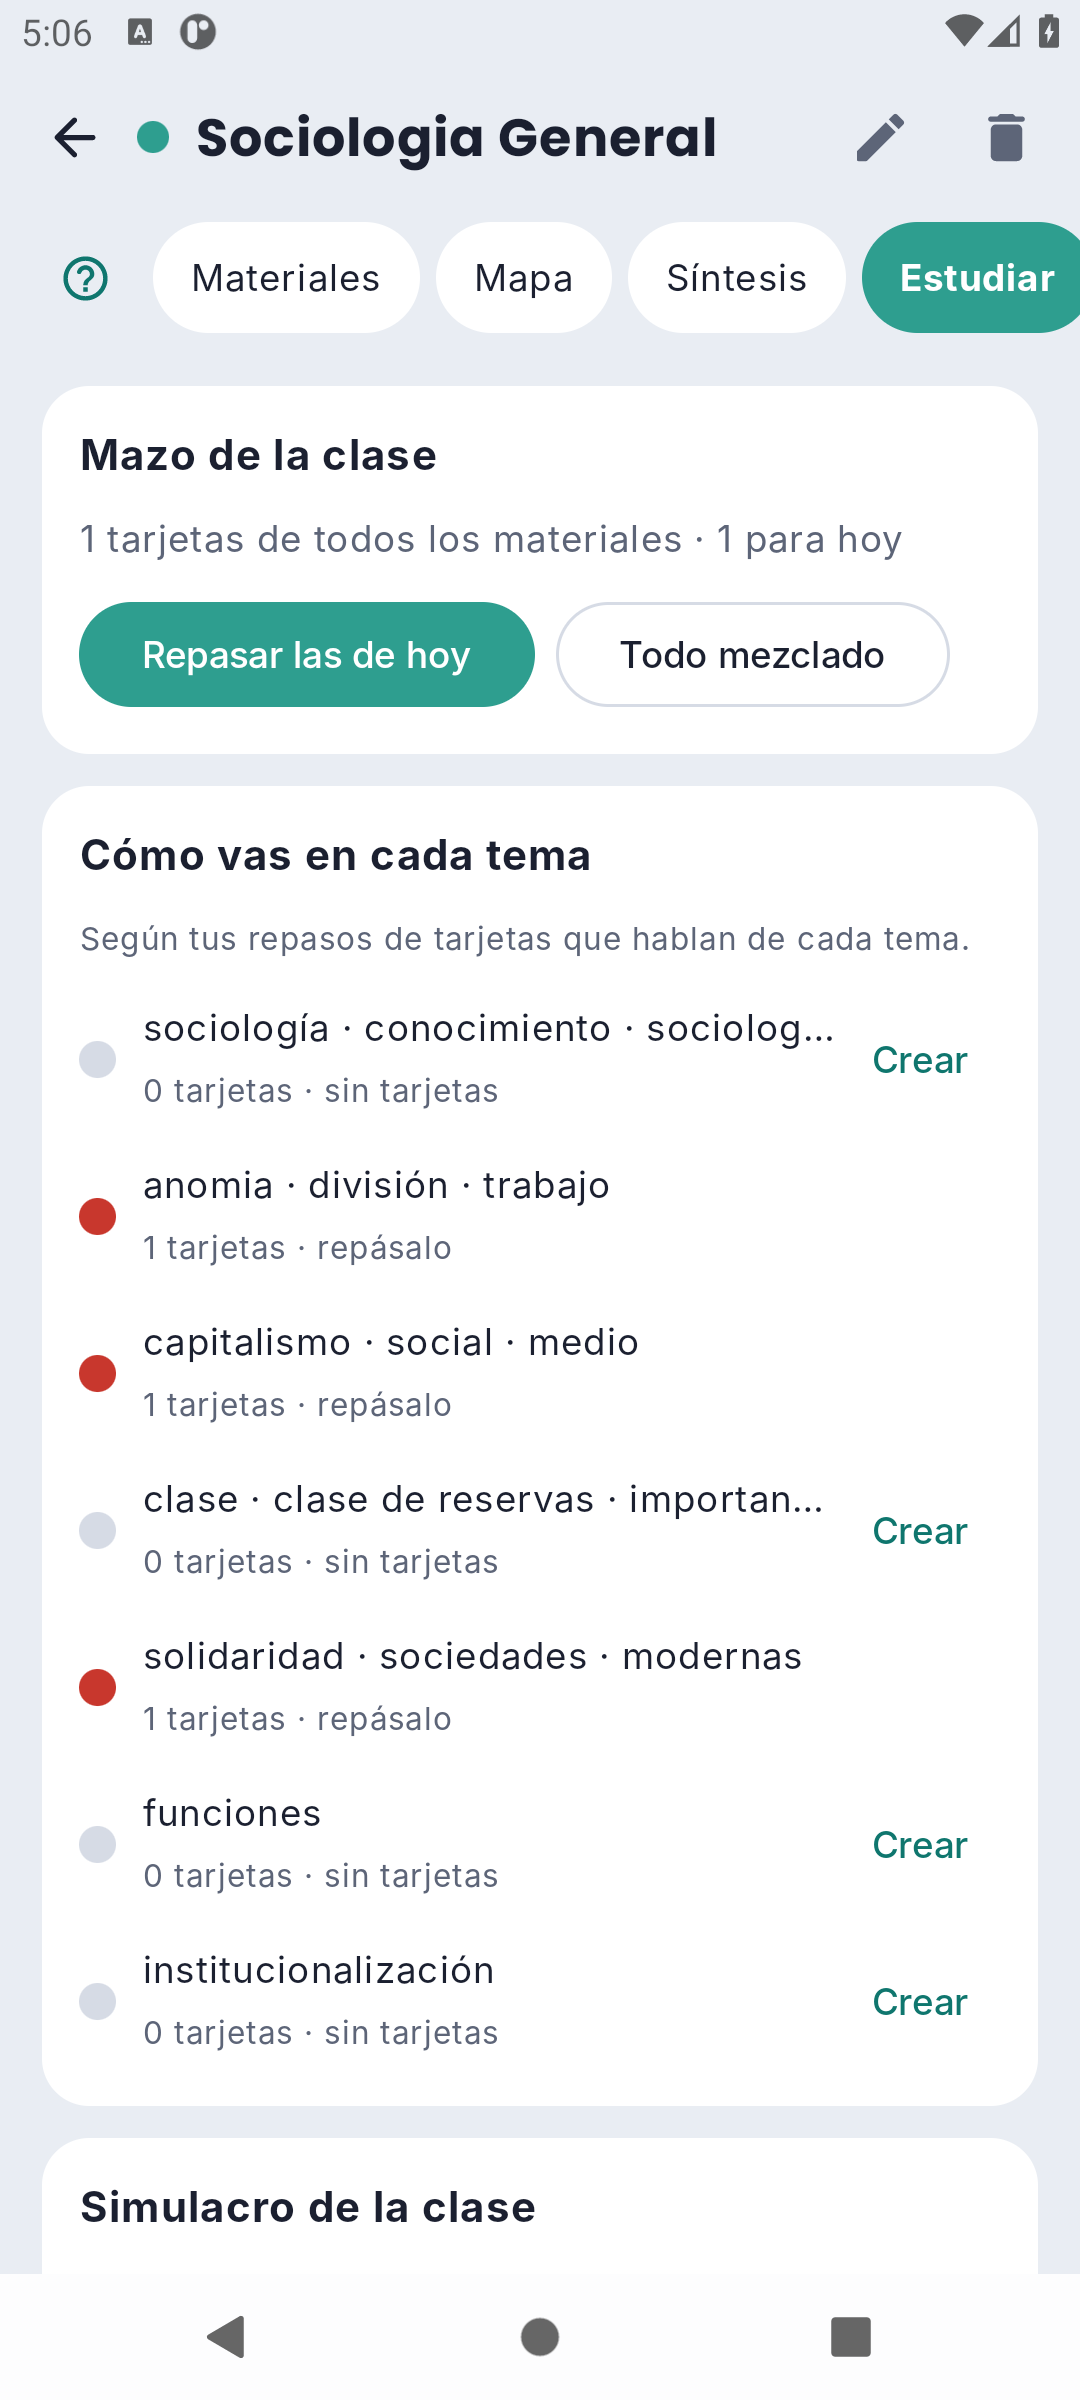 5:06
Sociologia General
Materiales
Mapa
Síntesis
Estudiar
Mazo de la clase
1 tarjetas de todos los materiales · 1 para hoy
Repasar las de hoy
Todo mezclado
Cómo vas en cada tema
Según tus repasos de tarjetas que hablan de cada tema.
sociología · conocimiento · sociolog...
0 tarjetas · sin tarjetas
Crear
anomia · división · trabajo
1 tarjetas · repásalo
capitalismo · social · medio
1 tarjetas · repásalo
clase · clase de reservas · importan...
0 tarjetas · sin tarjetas
Crear
solidaridad · sociedades · modernas
1 tarjetas · repásalo
funciones
0 tarjetas · sin tarjetas
Crear
institucionalización
0 tarjetas · sin tarjetas
Crear
Simulacro de la clase